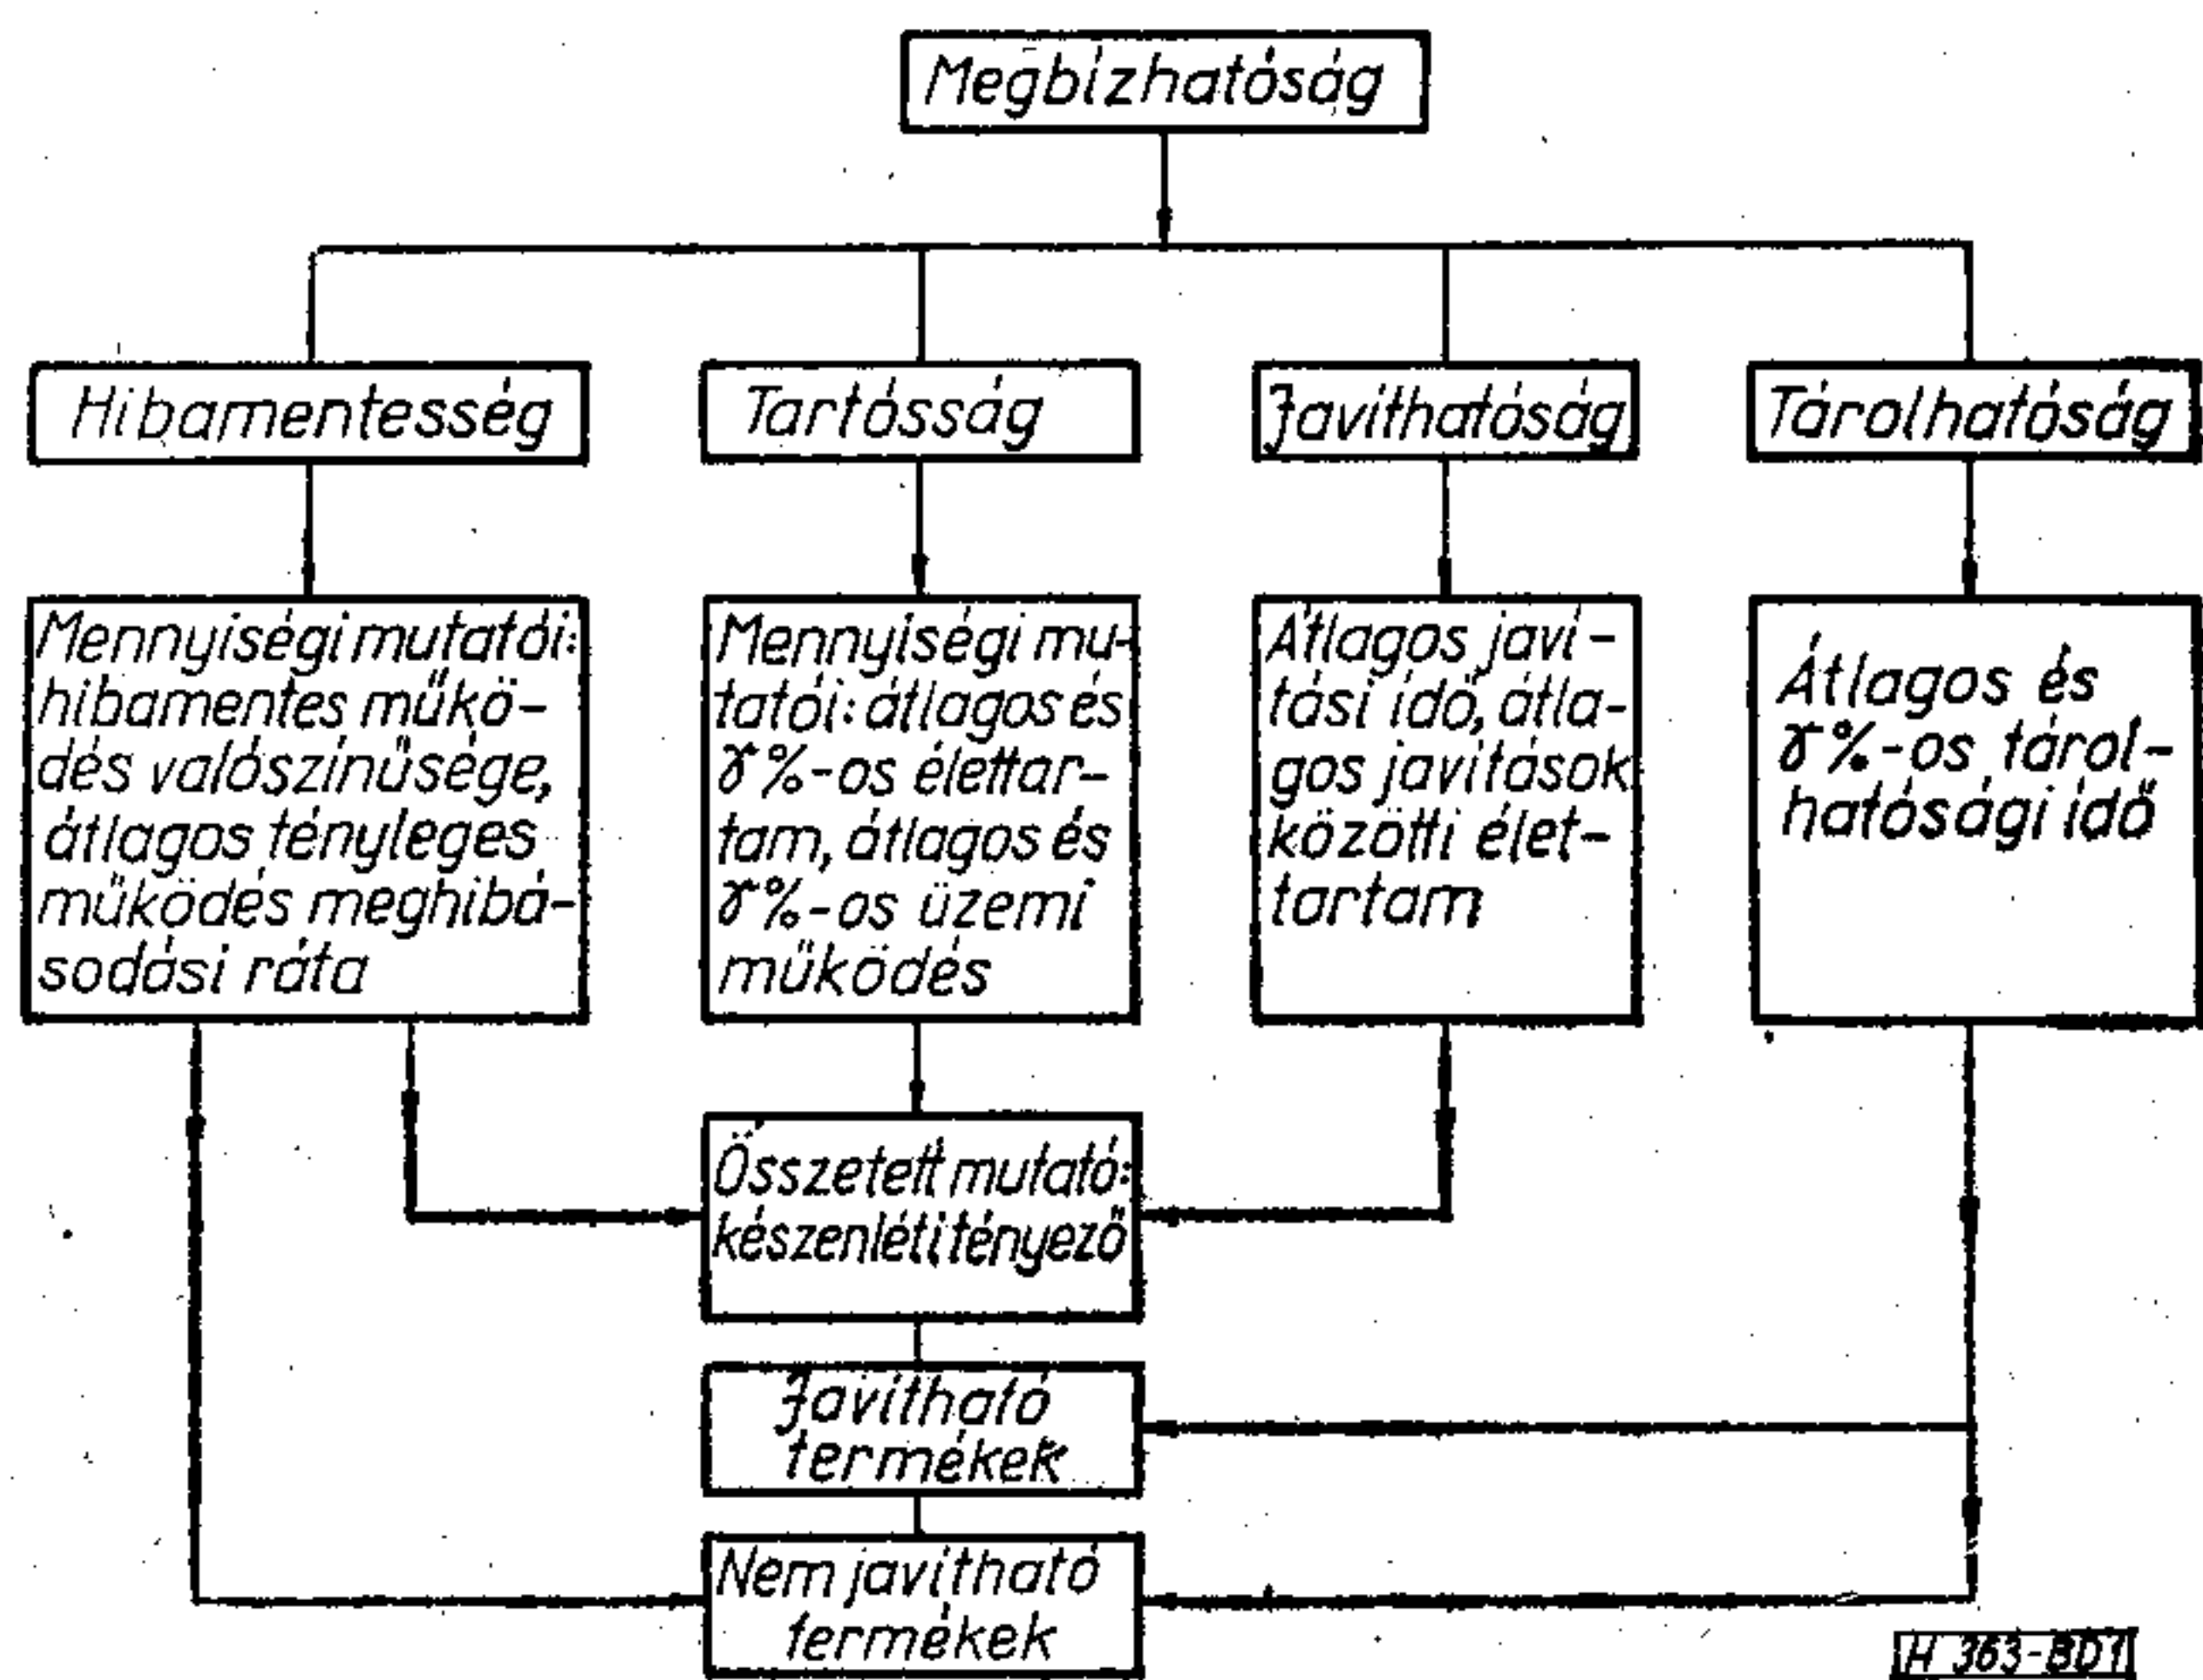 Megbízhatóság
Hibamentesség
Tartósság
Javíthatóság
Tárolhatóság
Mennyiségi mutatói:
hibamentes műkö-
dés valószínűsége,
átlagos tényleges
működés meghibá-
sodási ráta
Mennyiségi mu-
tatói: átlagos és
γ%-os élettar-
tam, átlagos és
γ%-os üzemi
működés
Átlagos javí-
tási idő, átla-
gos javítások
közötti élet-
tartam
Átlagos és
γ%-os tárol-
hatósági idő
Összetett mutató:
készenléti tényező
Javítható
termékek
Nem javítható
termékek
H 363-BD1